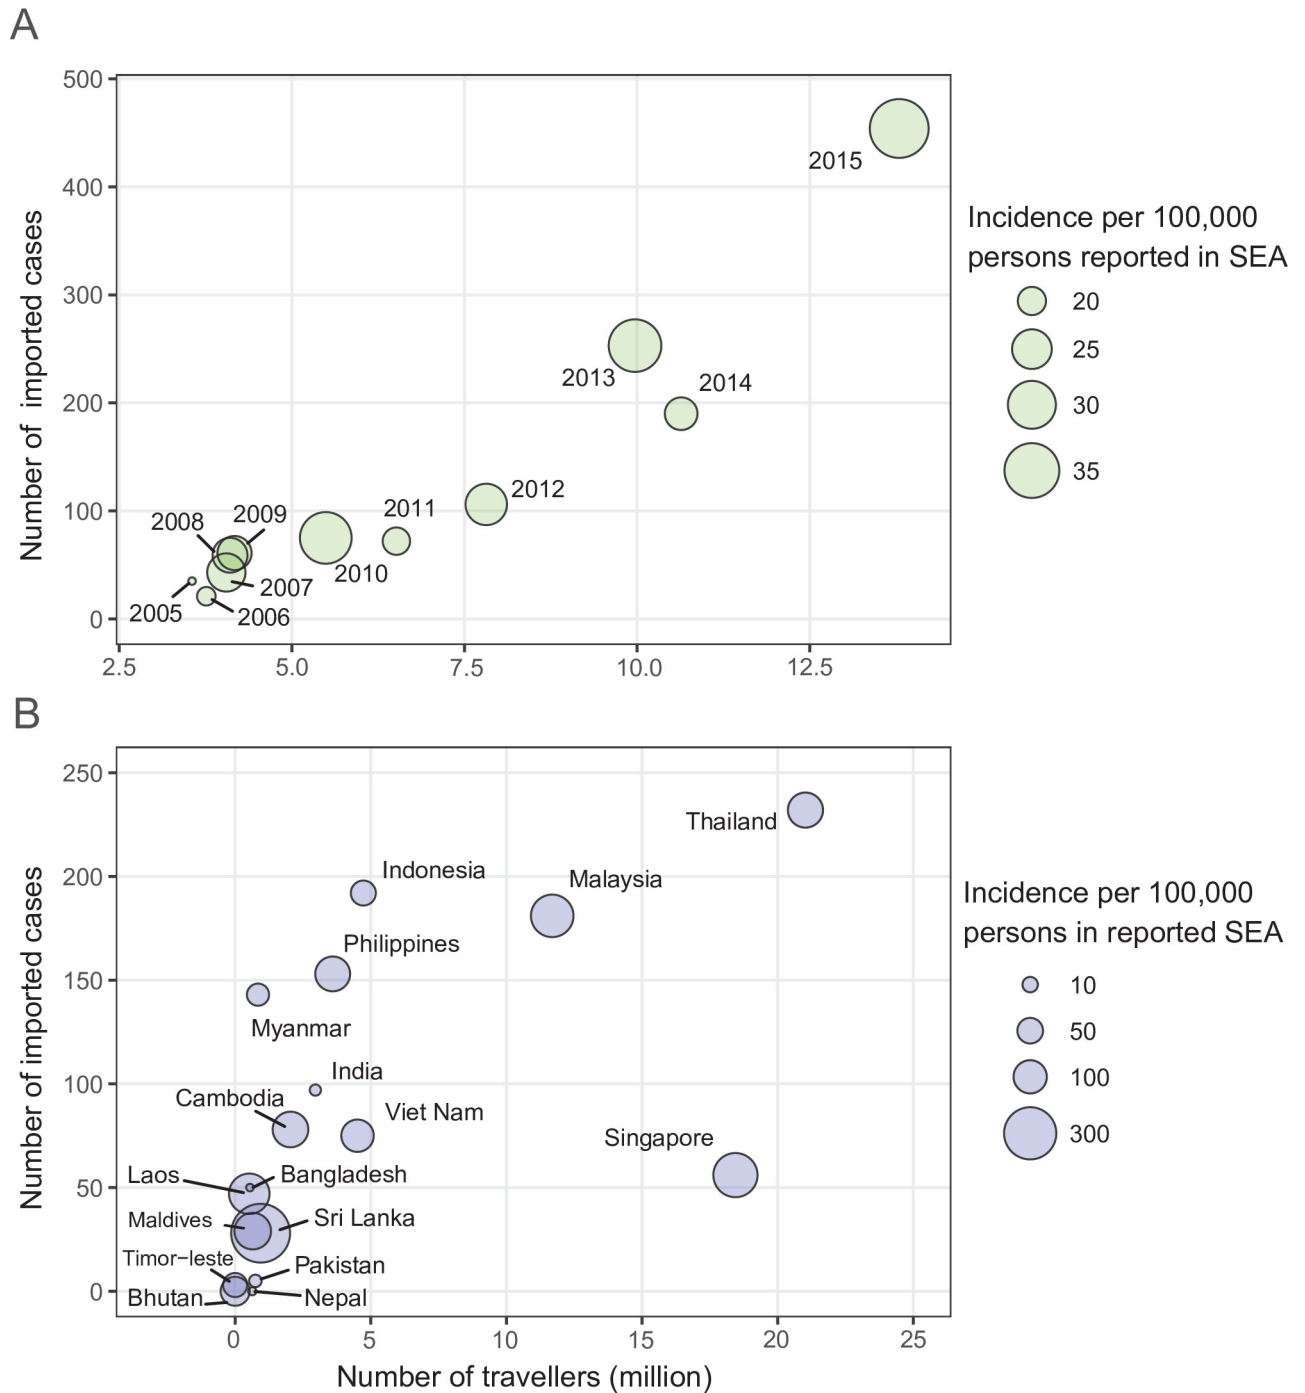 A
500
400
300
200
100
0
Number of imported cases
2015
2013
2014
2012
2011
2008
2009
2010
2007
2005
2006
2.5
5.0
7.5
10.0
12.5
Incidence per 100,000
persons reported in SEA
20
25
30
35
B
250
200
150
100
50
0
Number of imported cases
Thailand
Indonesia
Malaysia
Philippines
Myanmar
India
Cambodia
Viet Nam
Singapore
Laos
Bangladesh
Maldives
Sri Lanka
Timor−leste
Pakistan
Bhutan
Nepal
0
5
10
15
20
25
Number of travellers (million)
Incidence per 100,000
persons in reported SEA
10
50
100
300